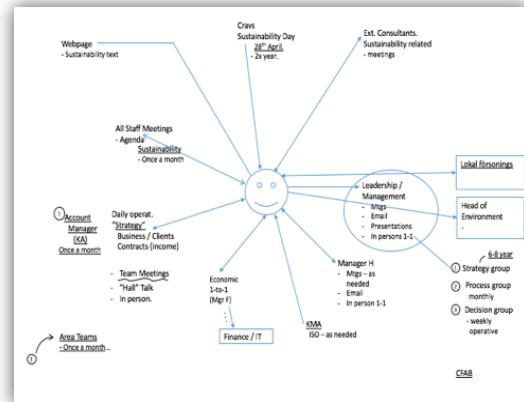 Cravs
Sustainability Day
28th April.
- 2x year.
Ext. Consultants.
Sustainability related
- meetings
Webpage
- Sustainability text
All Staff Meetings
- Agenda
Sustainability
- Once a month
Lokal försonings
Leadership /
Management
- Mtgs
- Email
- Presentations
- In persons 1-1
Head of
Environment
-
1
Account
Manager
(KA)
Once a month
Daily operat.
"Strategy"
Business / Clients
Contracts (income)
- Team Meetings
- "Hall" Talk
- In person.
6-8 year
1 Strategy group
2 Process group
monthly
3 Decision group
- weekly
operative
Manager H
- Mtgs – as
needed
- Email
- In person 1-1
Economic
1-to-1
(Mgr F)
Finance / IT
KMA
ISO – as needed
Area Teams
- Once a month...
CFAB